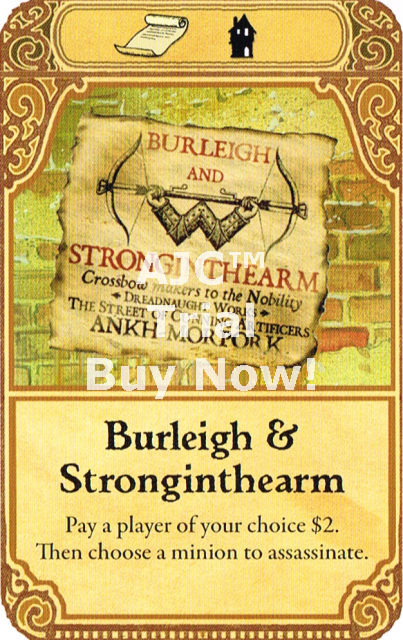 BURLEIGH
AND
STRONGINTHEARM
Crossbow makers to the Nobility
DREADNAUGHT WORKS
THE STREET OF CUNNING ARTIFICERS
ANKH MORPORK
AJC™
Trial
Buy Now!
Burleigh &
Stronginthearm
Pay a player of your choice $2.
Then choose a minion to assassinate.